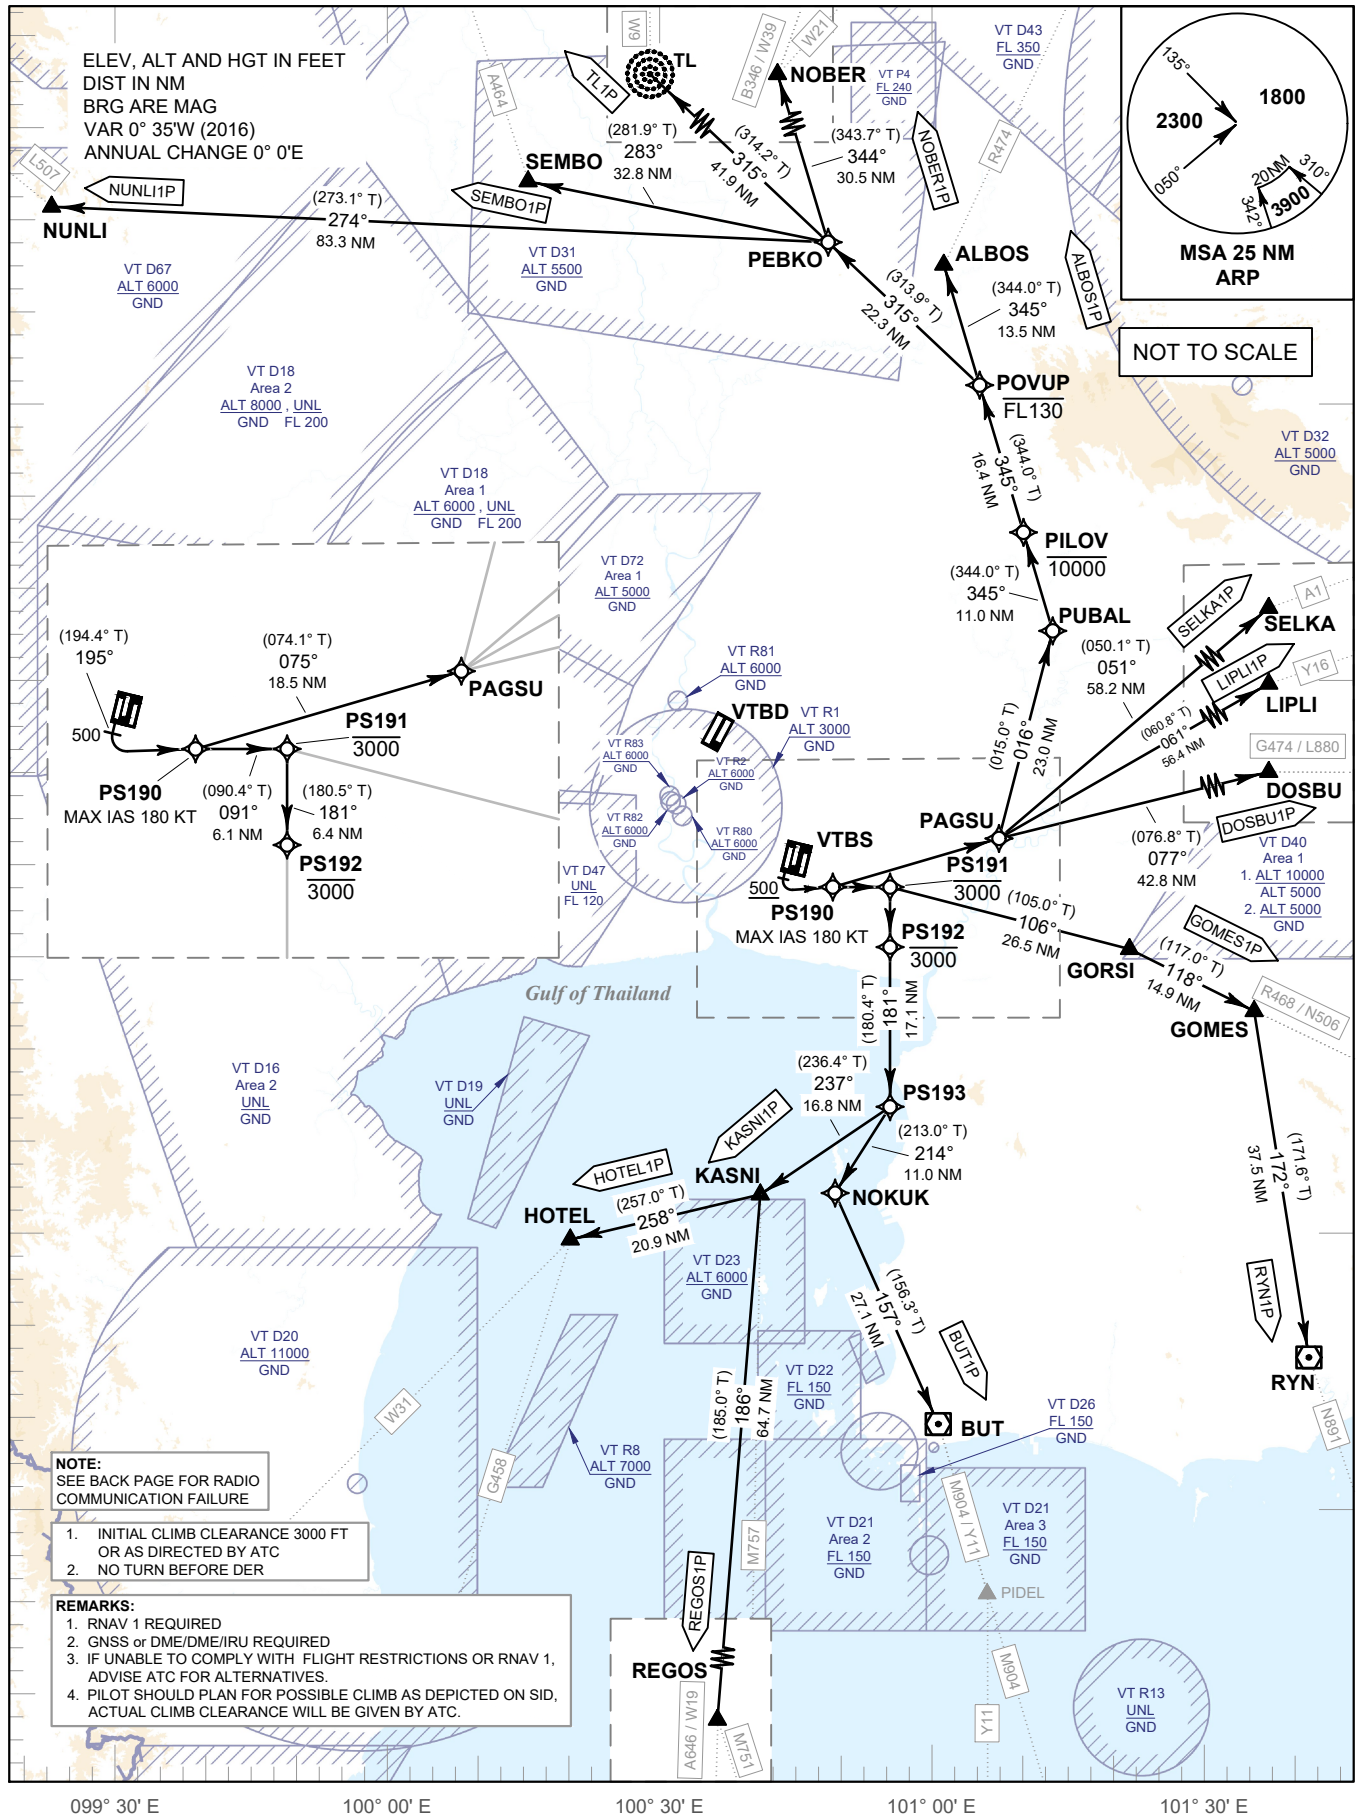 ELEV, ALT AND HGT IN FEET
DIST IN NM
BRG ARE MAG
VAR 0° 35'W (2016)
ANNUAL CHANGE 0° 0'E
L507
NUNLI1P
NUNLI
(273.1° T)
274°
83.3 NM
A464
SEMBO
SEMBO1P
(281.9° T)
283°
32.8 NM
W9
TL1P
TL
(314.2° T)
315°
41.9 NM
B346 / W39
W21
NOBER
(343.7° T)
344°
30.5 NM
NOBER1P
VT P4
FL 240
GND
VT D43
FL 350
GND
R474
135°
1800
2300
050°
20NM
310°
3900
342°
MSA 25 NM
ARP
NOT TO SCALE
PEBKO
VT D31
ALT 5500
GND
(313.9° T)
315°
22.3 NM
ALBOS
ALBOS1P
(344.0° T)
345°
13.5 NM
POVUP
FL130
VT D67
ALT 6000
GND
VT D18
Area 2
ALT 8000 , UNL
GND FL 200
VT D18
Area 1
ALT 6000 , UNL
GND FL 200
VT D32
ALT 5000
GND
(344.0° T)
345°
16.4 NM
PILOV
10000
(344.0° T)
345°
11.0 NM
PUBAL
VT D72
Area 1
ALT 5000
GND
SELKA1P
A1
SELKA
(050.1° T)
051°
58.2 NM
LIPLI1P
Y16
LIPLI
(060.8° T)
061°
56.4 NM
G474 / L880
DOSBU
DOSBU1P
(076.8° T)
077°
42.8 NM
(015.0° T)
016°
23.0 NM
(194.4° T)
195°
500
(074.1° T)
075°
18.5 NM
PAGSU
PS191
3000
PS190
MAX IAS 180 KT
(090.4° T)
091°
6.1 NM
(180.5° T)
181°
6.4 NM
PS192
3000
VT R81
ALT 6000
GND
VTBD
VT R1
ALT 3000
GND
VT R83
ALT 6000
GND
VT R2
ALT 6000
GND
VT R82
ALT 6000
GND
VT R80
ALT 6000
GND
VT D47
UNL
FL 120
PAGSU
VTBS
500
PS190
MAX IAS 180 KT
PS191
3000
PS192
3000
VT D40
Area 1
1. ALT 10000
ALT 5000
2. ALT 5000
GND
(105.0° T)
106°
26.5 NM
GORSI
GOMES1P
(117.0° T)
118°
14.9 NM
GOMES
R468 / N506
Gulf of Thailand
(180.4° T)
181°
17.1 NM
VT D16
Area 2
UNL
GND
VT D19
UNL
GND
(236.4° T)
237°
16.8 NM
PS193
KASNI1P
(213.0° T)
214°
11.0 NM
NOKUK
KASNI
HOTEL1P
HOTEL
(257.0° T)
258°
20.9 NM
(171.6° T)
172°
37.5 NM
RYN1P
RYN
N891
VT D23
ALT 6000
GND
(156.3° T)
157°
27.1 NM
BUT1P
BUT
VT D20
ALT 11000
GND
W31
G458
VT R8
ALT 7000
GND
VT D22
FL 150
GND
(185.0° T)
186°
64.7 NM
VT D26
FL 150
GND
M904 / Y11
VT D21
Area 2
FL 150
GND
VT D21
Area 3
FL 150
GND
PIDEL
M757
REGOS1P
REGOS
A646 / W19
M751
M904
Y11
VT R13
UNL
GND
NOTE:
SEE BACK PAGE FOR RADIO
COMMUNICATION FAILURE
1. INITIAL CLIMB CLEARANCE 3000 FT
OR AS DIRECTED BY ATC
2. NO TURN BEFORE DER
REMARKS:
1. RNAV 1 REQUIRED
2. GNSS or DME/DME/IRU REQUIRED
3. IF UNABLE TO COMPLY WITH FLIGHT RESTRICTIONS OR RNAV 1,
ADVISE ATC FOR ALTERNATIVES.
4. PILOT SHOULD PLAN FOR POSSIBLE CLIMB AS DEPICTED ON SID,
ACTUAL CLIMB CLEARANCE WILL BE GIVEN BY ATC.
099° 30' E
100° 00' E
100° 30' E
101° 00' E
101° 30' E